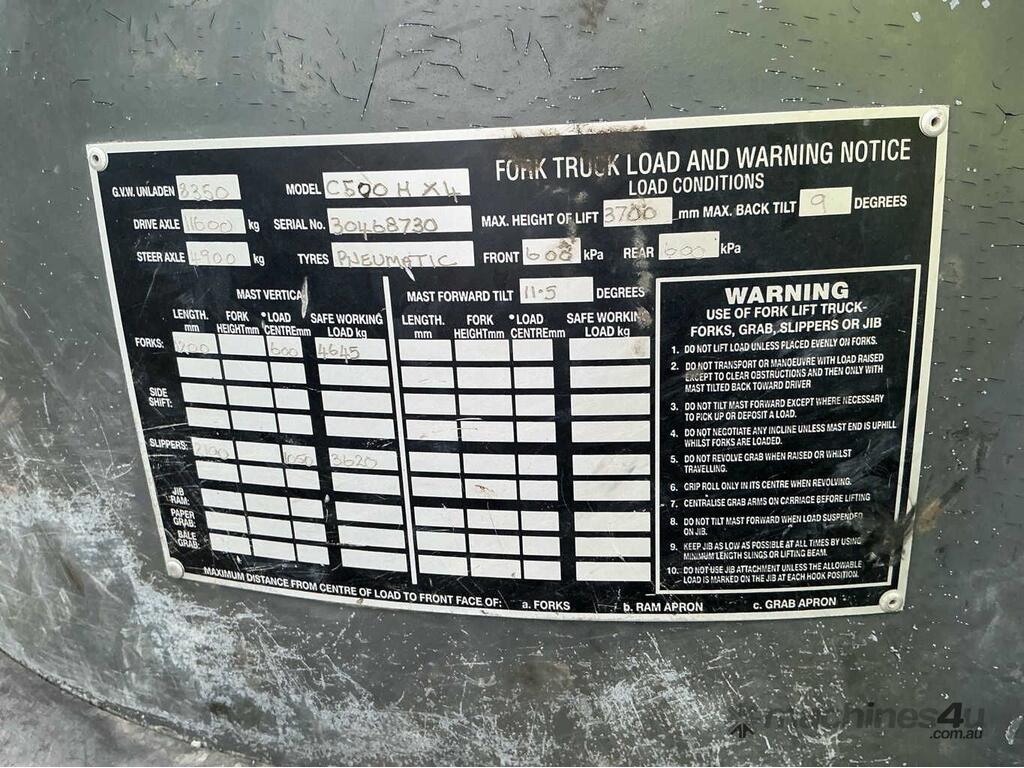 FORK TRUCK LOAD AND WARNING NOTICE
LOAD CONDITIONS
G.V.W. UNLADEN 8350 MODEL C500 H X4
DRIVE AXLE 11600 kg SERIAL No. 30468730 MAX. HEIGHT OF LIFT 3700 mm MAX. BACK TILT 9 DEGREES
STEER AXLE 4900 kg TYRES PNEUMATIC FRONT 600 kPa REAR 600 kPa
MAST VERTICAL MAST FORWARD TILT 11.5 DEGREES
LENGTH. mm FORK HEIGHTmm •LOAD CENTREmm SAFE WORKING LOAD kg LENGTH. mm FORK HEIGHTmm •LOAD CENTREmm SAFE WORKING LOAD kg
FORKS: 1200 600 4645
SIDE SHIFT:
SLIPPERS: 2100 1050 3620
JIB RAM:
PAPER GRAB:
BALE GRAB:
MAXIMUM DISTANCE FROM CENTRE OF LOAD TO FRONT FACE OF: a. FORKS b. RAM APRON c. GRAB APRON
WARNING
USE OF FORK LIFT TRUCK-
FORKS, GRAB, SLIPPERS OR JIB
1. DO NOT LIFT LOAD UNLESS PLACED EVENLY ON FORKS.
2. DO NOT TRANSPORT OR MANOEUVRE WITH LOAD RAISED
EXCEPT TO CLEAR OBSTRUCTIONS AND THEN ONLY WITH
MAST TILTED BACK TOWARD DRIVER
3. DO NOT TILT MAST FORWARD EXCEPT WHERE NECESSARY
TO PICK UP OR DEPOSIT A LOAD.
4. DO NOT NEGOTIATE ANY INCLINE UNLESS MAST END IS UPHILL
WHILST FORKS ARE LOADED.
5. DO NOT REVOLVE GRAB WHEN RAISED OR WHILST
TRAVELLING.
6. GRIP ROLL ONLY IN ITS CENTRE WHEN REVOLVING.
7. CENTRALISE GRAB ARMS ON CARRIAGE BEFORE LIFTING
8. DO NOT TILT MAST FORWARD WHEN LOAD SUSPENDED
ON JIB.
9. KEEP JIB AS LOW AS POSSIBLE AT ALL TIMES BY USING
MINIMUM LENGTH SLINGS OR LIFTING BEAM.
10. DO NOT USE JIB ATTACHMENT UNLESS THE ALLOWABLE
LOAD IS MARKED ON THE JIB AT EACH HOOK POSITION.
machines4u
.com.au